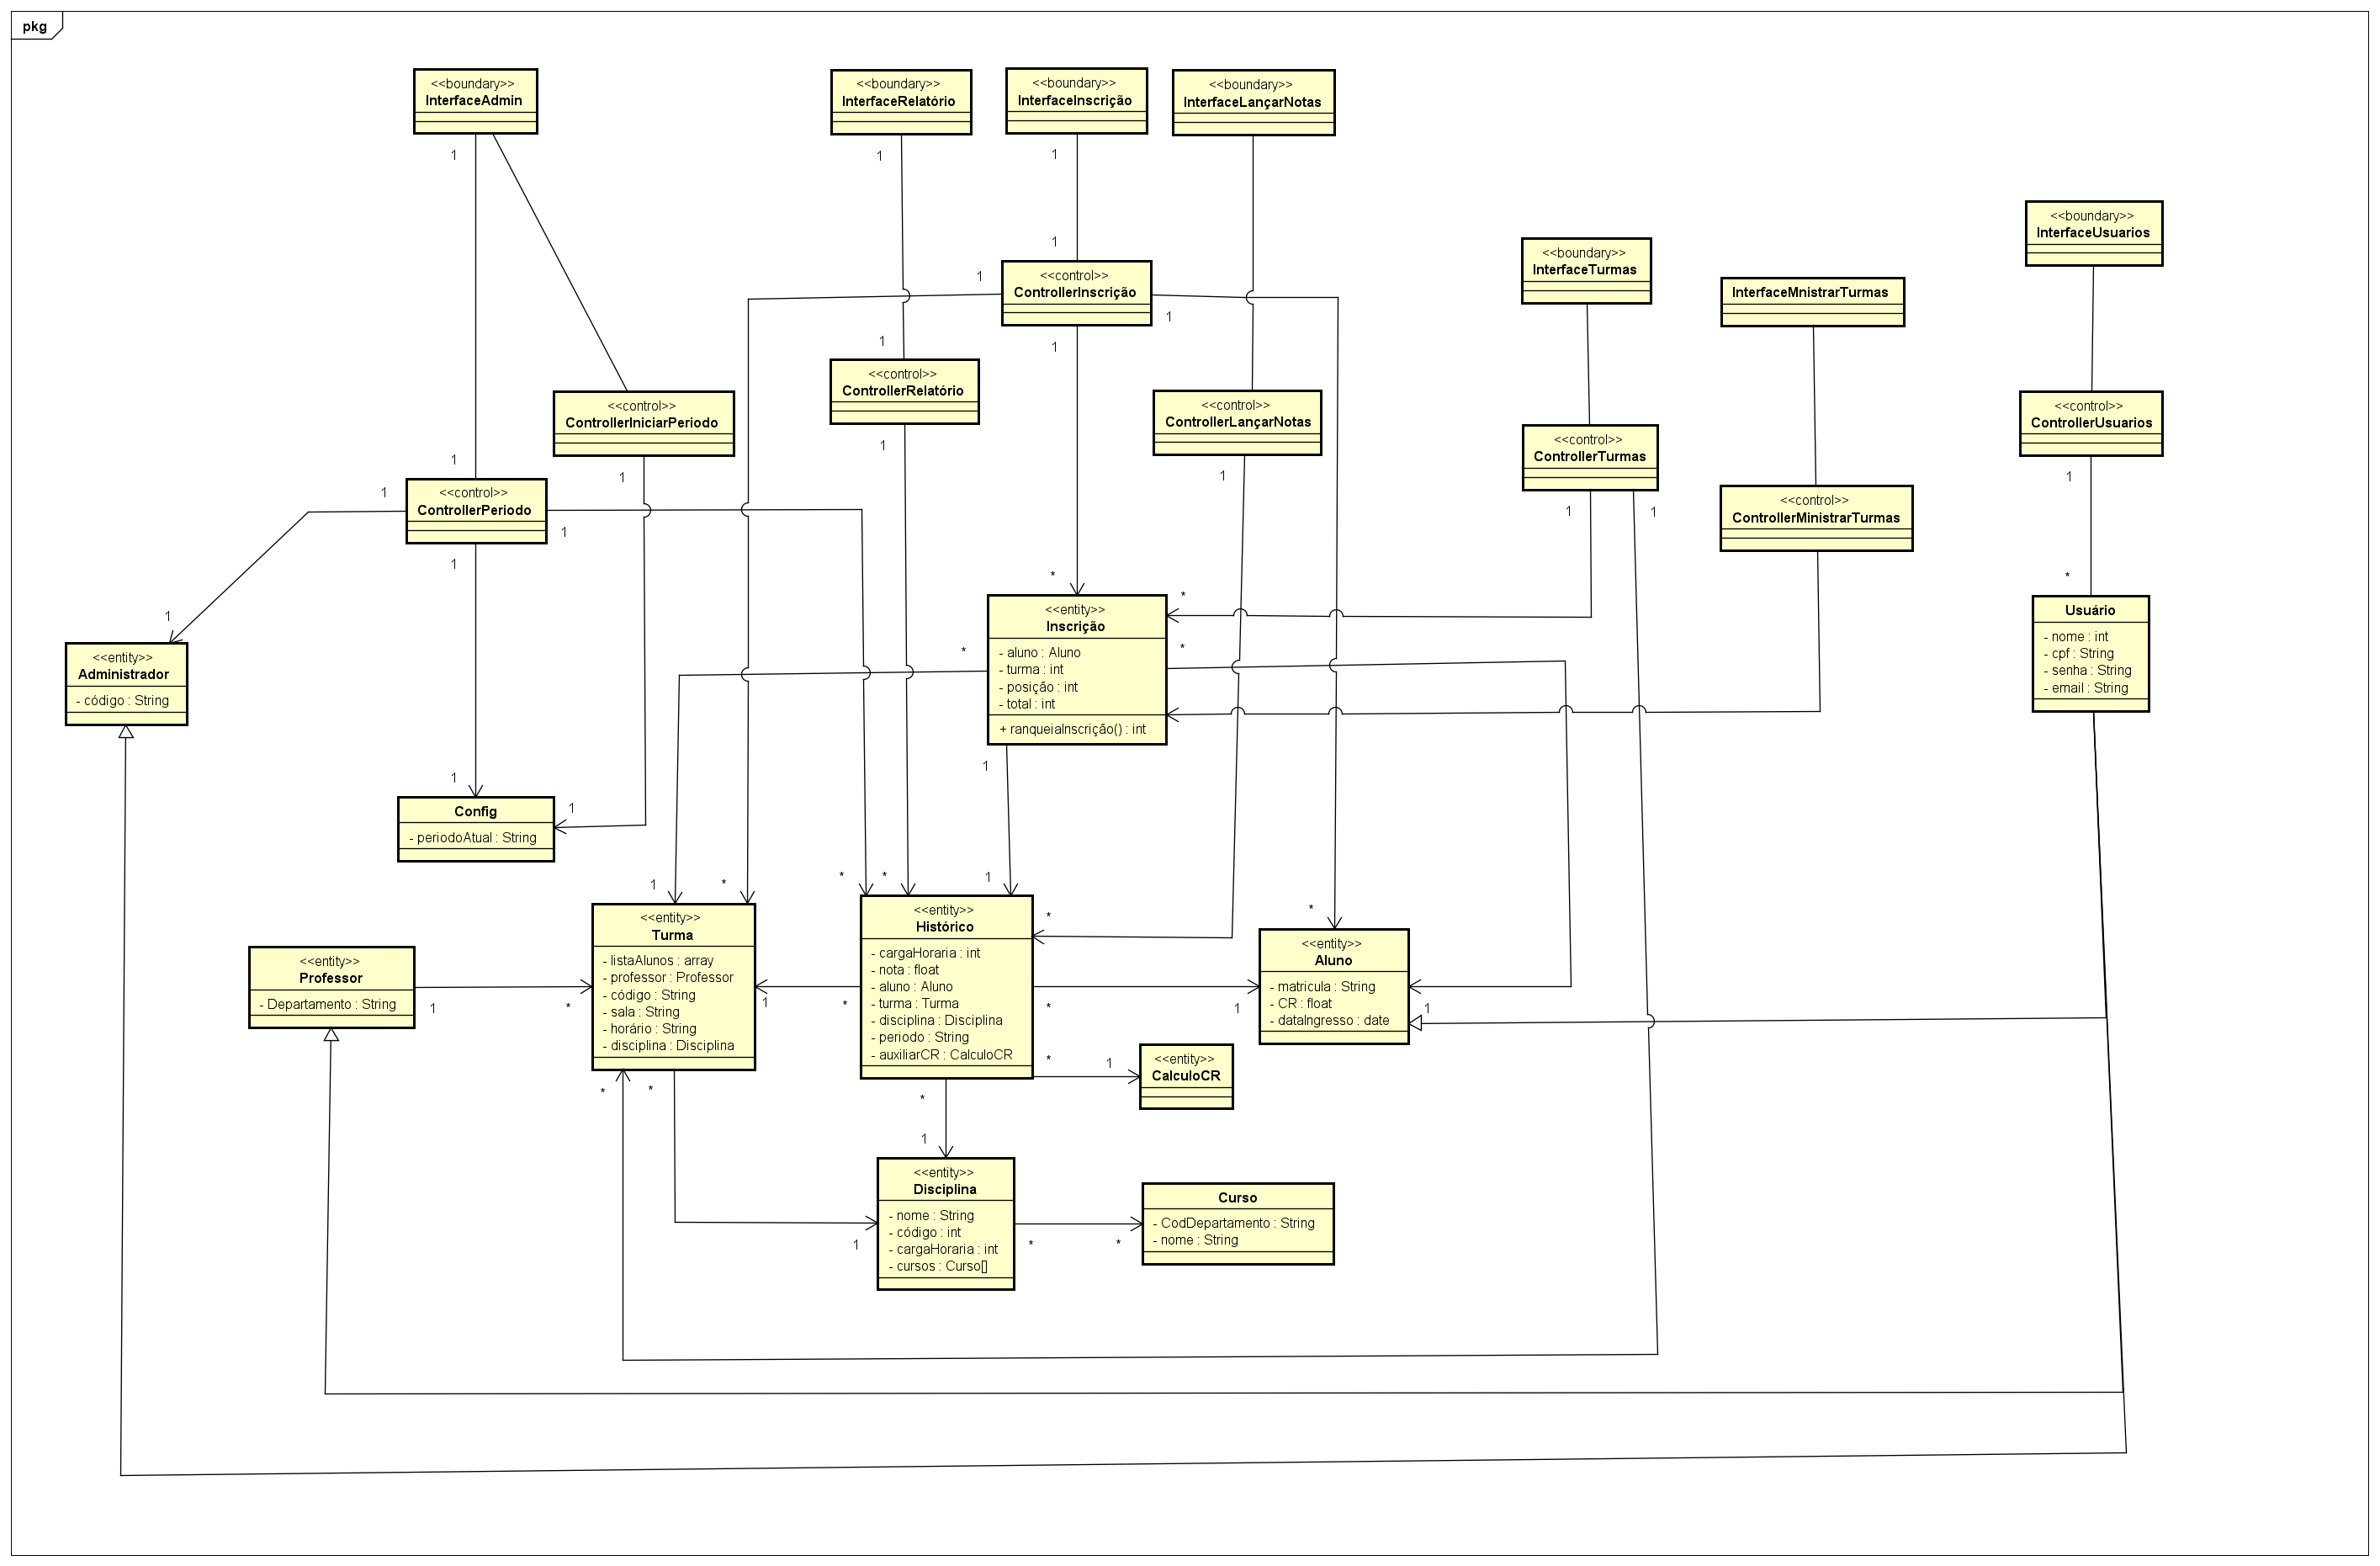 pkg
<<boundary>>
InterfaceAdmin
<<boundary>>
InterfaceRelatório
<<boundary>>
InterfaceInscrição
<<boundary>>
InterfaceLançarNotas
1
1
1
<<boundary>>
InterfaceUsuarios
<<boundary>>
InterfaceTurmas
InterfaceMnistrarTurmas
1
<<control>>
ControllerInscrição
1
1
1
1
<<control>>
ControllerRelatório
<<control>>
ControllerIniciarPeriodo
<<control>>
ControllerLançarNotas
<<control>>
ControllerUsuarios
<<control>>
ControllerTurmas
1
1
1
1
1
<<control>>
ControllerPeriodo
1
1
<<control>>
ControllerMinistrarTurmas
1
1
1
1
*
*
*
1
<<entity>>
Inscrição
- aluno : Aluno
- turma : int
- posição : int
- total : int
+ ranqueiaInscrição() : int
Usuário
- nome : int
- cpf : String
- senha : String
- email : String
<<entity>>
Administrador
- código : String
*
*
1
1
1
Config
- periodoAtual : String
1
*
*
*
1
*
*
<<entity>>
Turma
- listaAlunos : array
- professor : Professor
- código : String
- sala : String
- horário : String
- disciplina : Disciplina
<<entity>>
Histórico
- cargaHoraria : int
- nota : float
- aluno : Aluno
- turma : Turma
- disciplina : Disciplina
- periodo : String
- auxiliarCR : CalculoCR
<<entity>>
Aluno
- matricula : String
- CR : float
- dataIngresso : date
<<entity>>
Professor
- Departamento : String
1
*
1
*
*
1
1
*
1
<<entity>>
CalculoCR
*
*
*
1
<<entity>>
Disciplina
- nome : String
- código : int
- cargaHoraria : int
- cursos : Curso[]
Curso
- CodDepartamento : String
- nome : String
1
*
*